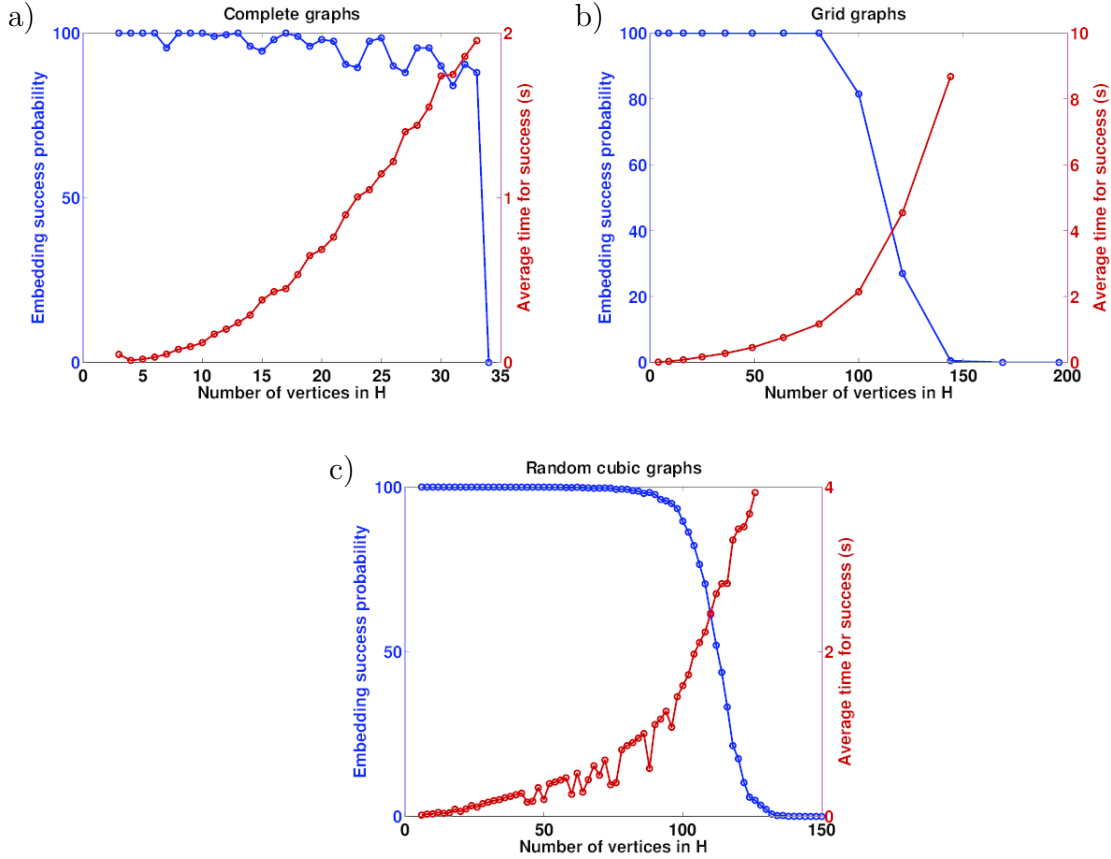 a)
Complete graphs
Embedding success probability
100
50
0
2
1
0
Average time for success (s)
0 5 10 15 20 25 30 35
Number of vertices in H
b)
Grid graphs
Embedding success probability
100
80
60
40
20
0
10
8
6
4
2
0
Average time for success (s)
0 50 100 150 200
Number of vertices in H
c)
Random cubic graphs
Embedding success probability
100
50
0
4
2
0
Average time for success (s)
0 50 100 150
Number of vertices in H